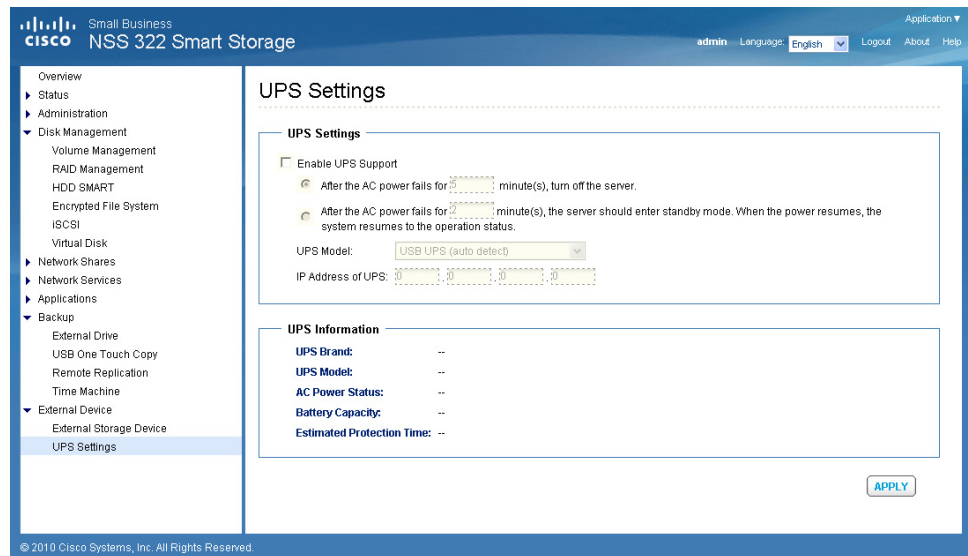 Application ▼
CISCO
Small Business
NSS 322 Smart Storage
admin Language: English Logout About Help
Overview
Status
Administration
Disk Management
Volume Management
RAID Management
HDD SMART
Encrypted File System
iSCSI
Virtual Disk
Network Shares
Network Services
Applications
Backup
External Drive
USB One Touch Copy
Remote Replication
Time Machine
External Device
External Storage Device
UPS Settings
UPS Settings
UPS Settings
Enable UPS Support
After the AC power fails for 5 minute(s), turn off the server.
After the AC power fails for 2 minute(s), the server should enter standby mode. When the power resumes, the
system resumes to the operation status.
UPS Model: USB UPS (auto detect)
IP Address of UPS: 0 . 0 . 0 . 0
UPS Information
UPS Brand: --
UPS Model: --
AC Power Status: --
Battery Capacity: --
Estimated Protection Time: --
APPLY
© 2010 Cisco Systems, Inc. All Rights Reserved.